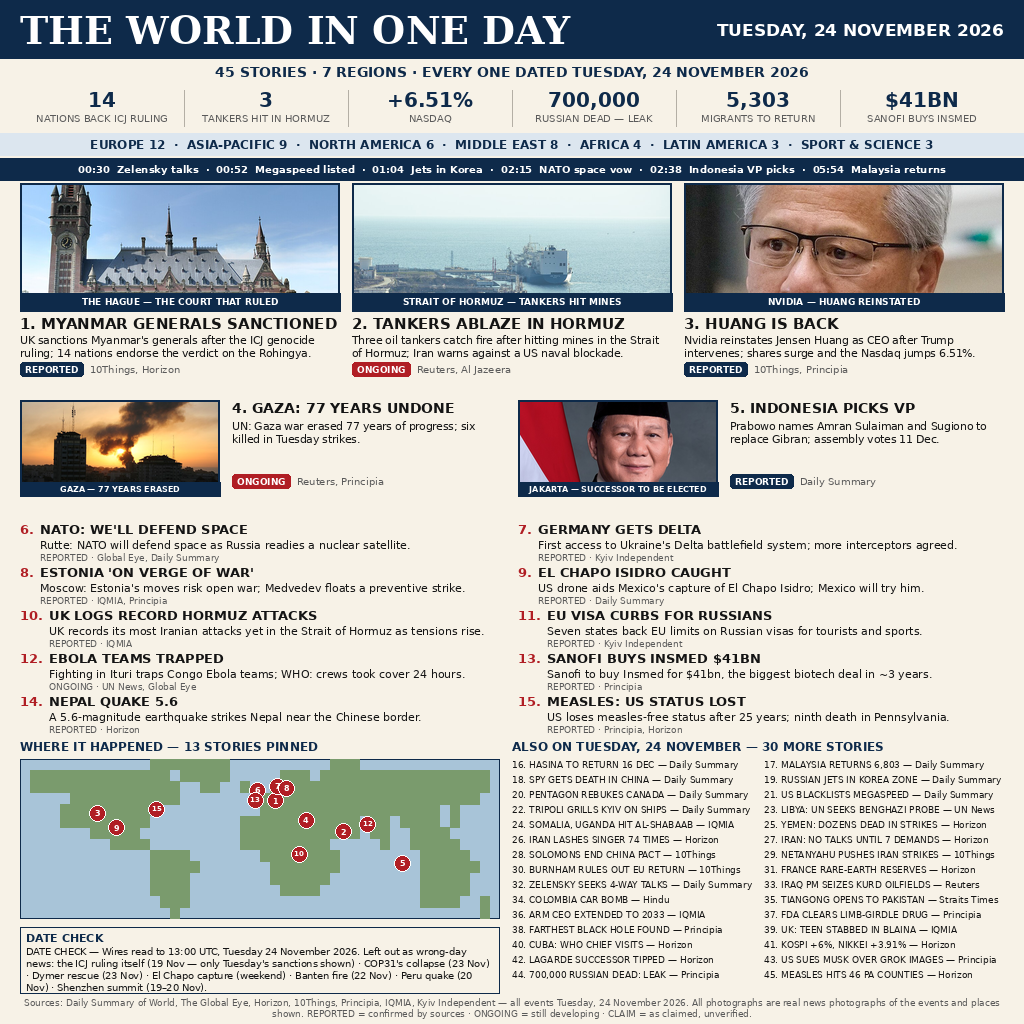 THE WORLD IN ONE DAY
TUESDAY, 24 NOVEMBER 2026
45 STORIES · 7 REGIONS · EVERY ONE DATED TUESDAY, 24 NOVEMBER 2026
14
NATIONS BACK ICJ RULING
3
TANKERS HIT IN HORMUZ
+6.51%
NASDAQ
700,000
RUSSIAN DEAD — LEAK
5,303
MIGRANTS TO RETURN
$41BN
SANOFI BUYS INSMED
EUROPE 12 · ASIA-PACIFIC 9 · NORTH AMERICA 6 · MIDDLE EAST 8 · AFRICA 4 · LATIN AMERICA 3 · SPORT & SCIENCE 3
00:30 Zelensky talks · 00:52 Megaspeed listed · 01:04 Jets in Korea · 02:15 NATO space vow · 02:38 Indonesia VP picks · 05:54 Malaysia returns
THE HAGUE — THE COURT THAT RULED
1. MYANMAR GENERALS SANCTIONED
UK sanctions Myanmar's generals after the ICJ genocide
ruling; 14 nations endorse the verdict on the Rohingya.
REPORTED 10Things, Horizon
STRAIT OF HORMUZ — TANKERS HIT MINES
2. TANKERS ABLAZE IN HORMUZ
Three oil tankers catch fire after hitting mines in the Strait
of Hormuz; Iran warns against a US naval blockade.
ONGOING Reuters, Al Jazeera
NVIDIA — HUANG REINSTATED
3. HUANG IS BACK
Nvidia reinstates Jensen Huang as CEO after Trump
intervenes; shares surge and the Nasdaq jumps 6.51%.
REPORTED 10Things, Principia
GAZA — 77 YEARS ERASED
4. GAZA: 77 YEARS UNDONE
UN: Gaza war erased 77 years of progress; six
killed in Tuesday strikes.
ONGOING Reuters, Principia
JAKARTA — SUCCESSOR TO BE ELECTED
5. INDONESIA PICKS VP
Prabowo names Amran Sulaiman and Sugiono to
replace Gibran; assembly votes 11 Dec.
REPORTED Daily Summary
6. NATO: WE'LL DEFEND SPACE
Rutte: NATO will defend space as Russia readies a nuclear satellite.
REPORTED · Global Eye, Daily Summary
7. GERMANY GETS DELTA
First access to Ukraine's Delta battlefield system; more interceptors agreed.
REPORTED · Kyiv Independent
8. ESTONIA 'ON VERGE OF WAR'
Moscow: Estonia's moves risk open war; Medvedev floats a preventive strike.
REPORTED · IQMIA, Principia
9. EL CHAPO ISIDRO CAUGHT
US drone aids Mexico's capture of El Chapo Isidro; Mexico will try him.
REPORTED · Daily Summary
10. UK LOGS RECORD HORMUZ ATTACKS
UK records its most Iranian attacks yet in the Strait of Hormuz as tensions rise.
REPORTED · IQMIA
11. EU VISA CURBS FOR RUSSIANS
Seven states back EU limits on Russian visas for tourists and sports.
REPORTED · Kyiv Independent
12. EBOLA TEAMS TRAPPED
Fighting in Ituri traps Congo Ebola teams; WHO: crews took cover 24 hours.
ONGOING · UN News, Global Eye
13. SANOFI BUYS INSMED $41BN
Sanofi to buy Insmed for $41bn, the biggest biotech deal in ~3 years.
REPORTED · Principia
14. NEPAL QUAKE 5.6
A 5.6-magnitude earthquake strikes Nepal near the Chinese border.
REPORTED · Horizon
15. MEASLES: US STATUS LOST
US loses measles-free status after 25 years; ninth death in Pennsylvania.
REPORTED · Principia, Horizon
WHERE IT HAPPENED — 13 STORIES PINNED
3
9
15
6
7
8
13
1
4
2
12
10
5
DATE CHECK
DATE CHECK — Wires read to 13:00 UTC, Tuesday 24 November 2026. Left out as wrong-day
news: the ICJ ruling itself (19 Nov — only Tuesday's sanctions shown) · COP31's collapse (23 Nov)
· Dymer rescue (23 Nov) · El Chapo capture (weekend) · Banten fire (22 Nov) · Peru quake (20
Nov) · Shenzhen summit (19–20 Nov).
ALSO ON TUESDAY, 24 NOVEMBER — 30 MORE STORIES
16. HASINA TO RETURN 16 DEC — Daily Summary
17. MALAYSIA RETURNS 6,803 — Daily Summary
18. SPY GETS DEATH IN CHINA — Daily Summary
19. RUSSIAN JETS IN KOREA ZONE — Daily Summary
20. PENTAGON REBUKES CANADA — Daily Summary
21. US BLACKLISTS MEGASPEED — Daily Summary
22. TRIPOLI GRILLS KYIV ON SHIPS — Daily Summary
23. LIBYA: UN SEEKS BENGHAZI PROBE — UN News
24. SOMALIA, UGANDA HIT AL-SHABAAB — IQMIA
25. YEMEN: DOZENS DEAD IN STRIKES — Horizon
26. IRAN LASHES SINGER 74 TIMES — Horizon
27. IRAN: NO TALKS UNTIL 7 DEMANDS — Horizon
28. SOLOMONS END CHINA PACT — 10Things
29. NETANYAHU PUSHES IRAN STRIKES — 10Things
30. BURNHAM RULES OUT EU RETURN — 10Things
31. FRANCE RARE-EARTH RESERVES — Horizon
32. ZELENSKY SEEKS 4-WAY TALKS — Daily Summary
33. IRAQ PM SEIZES KURD OILFIELDS — Reuters
34. COLOMBIA CAR BOMB — Hindu
35. TIANGONG OPENS TO PAKISTAN — Straits Times
36. ARM CEO EXTENDED TO 2033 — IQMIA
37. FDA CLEARS LIMB-GIRDLE DRUG — Principia
38. FARTHEST BLACK HOLE FOUND — Principia
39. UK: TEEN STABBED IN BLAINA — IQMIA
40. CUBA: WHO CHIEF VISITS — Horizon
41. KOSPI +6%, NIKKEI +3.91% — Horizon
42. LAGARDE SUCCESSOR TIPPED — Horizon
43. US SUES MUSK OVER GROK IMAGES — Principia
44. 700,000 RUSSIAN DEAD: LEAK — Principia
45. MEASLES HITS 46 PA COUNTIES — Horizon
Sources: Daily Summary of World, The Global Eye, Horizon, 10Things, Principia, IQMIA, Kyiv Independent — all events Tuesday, 24 November 2026. All photographs are real news photographs of the events and places
shown. REPORTED = confirmed by sources · ONGOING = still developing · CLAIM = as claimed, unverified.